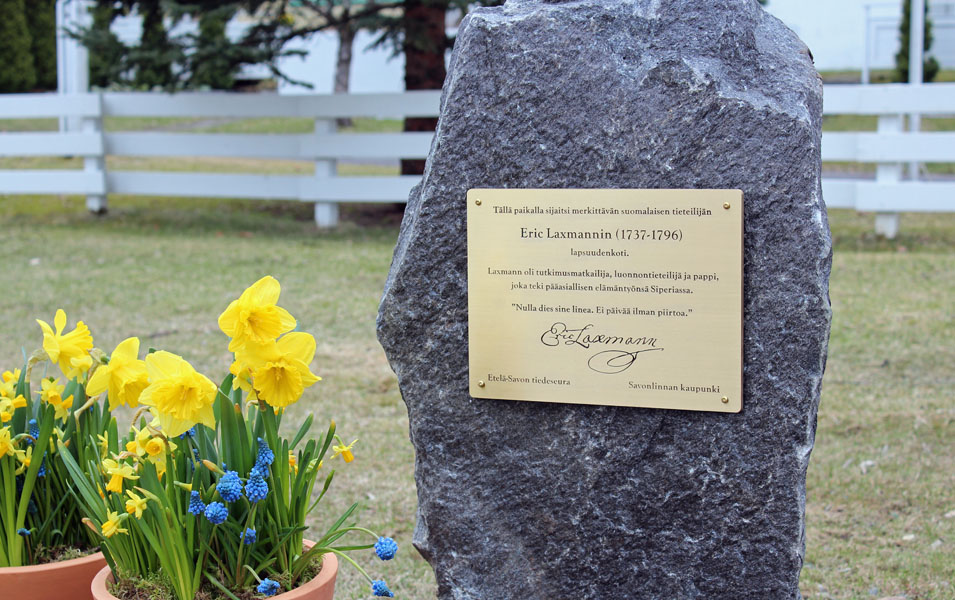 Tällä paikalla sijaitsi merkittävän suomalaisen tieteilijän
Eric Laxmannin (1737-1796)
lapsuudenkoti.
Laxmann oli tutkimusmatkailija, luonnontieteilijä ja pappi,
joka teki pääasiallisen elämäntyönsä Siperiassa.
"Nulla dies sine linea. Ei päivää ilman piirtoa."
Eric Laxmann
Etelä-Savon tiedeseura
Savonlinnan kaupunki